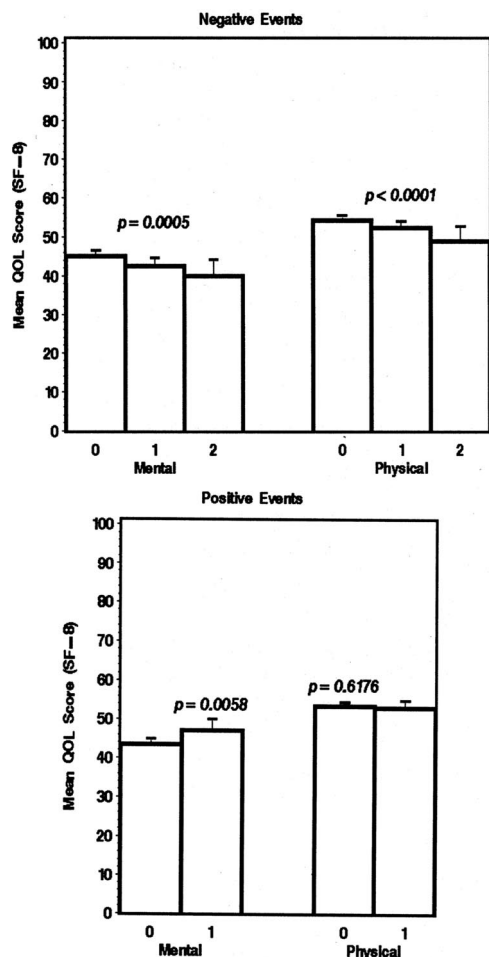 Negative Events
Mean QOL Score (SF-8)
100
90
80
70
60
50
40
30
20
10
0
p = 0.0005
p < 0.0001
0 1 2 0 1 2
Mental Physical
Positive Events
Mean QOL Score (SF-8)
100
90
80
70
60
50
40
30
20
10
0
p = 0.0058
p = 0.6176
0 1 0 1
Mental Physical